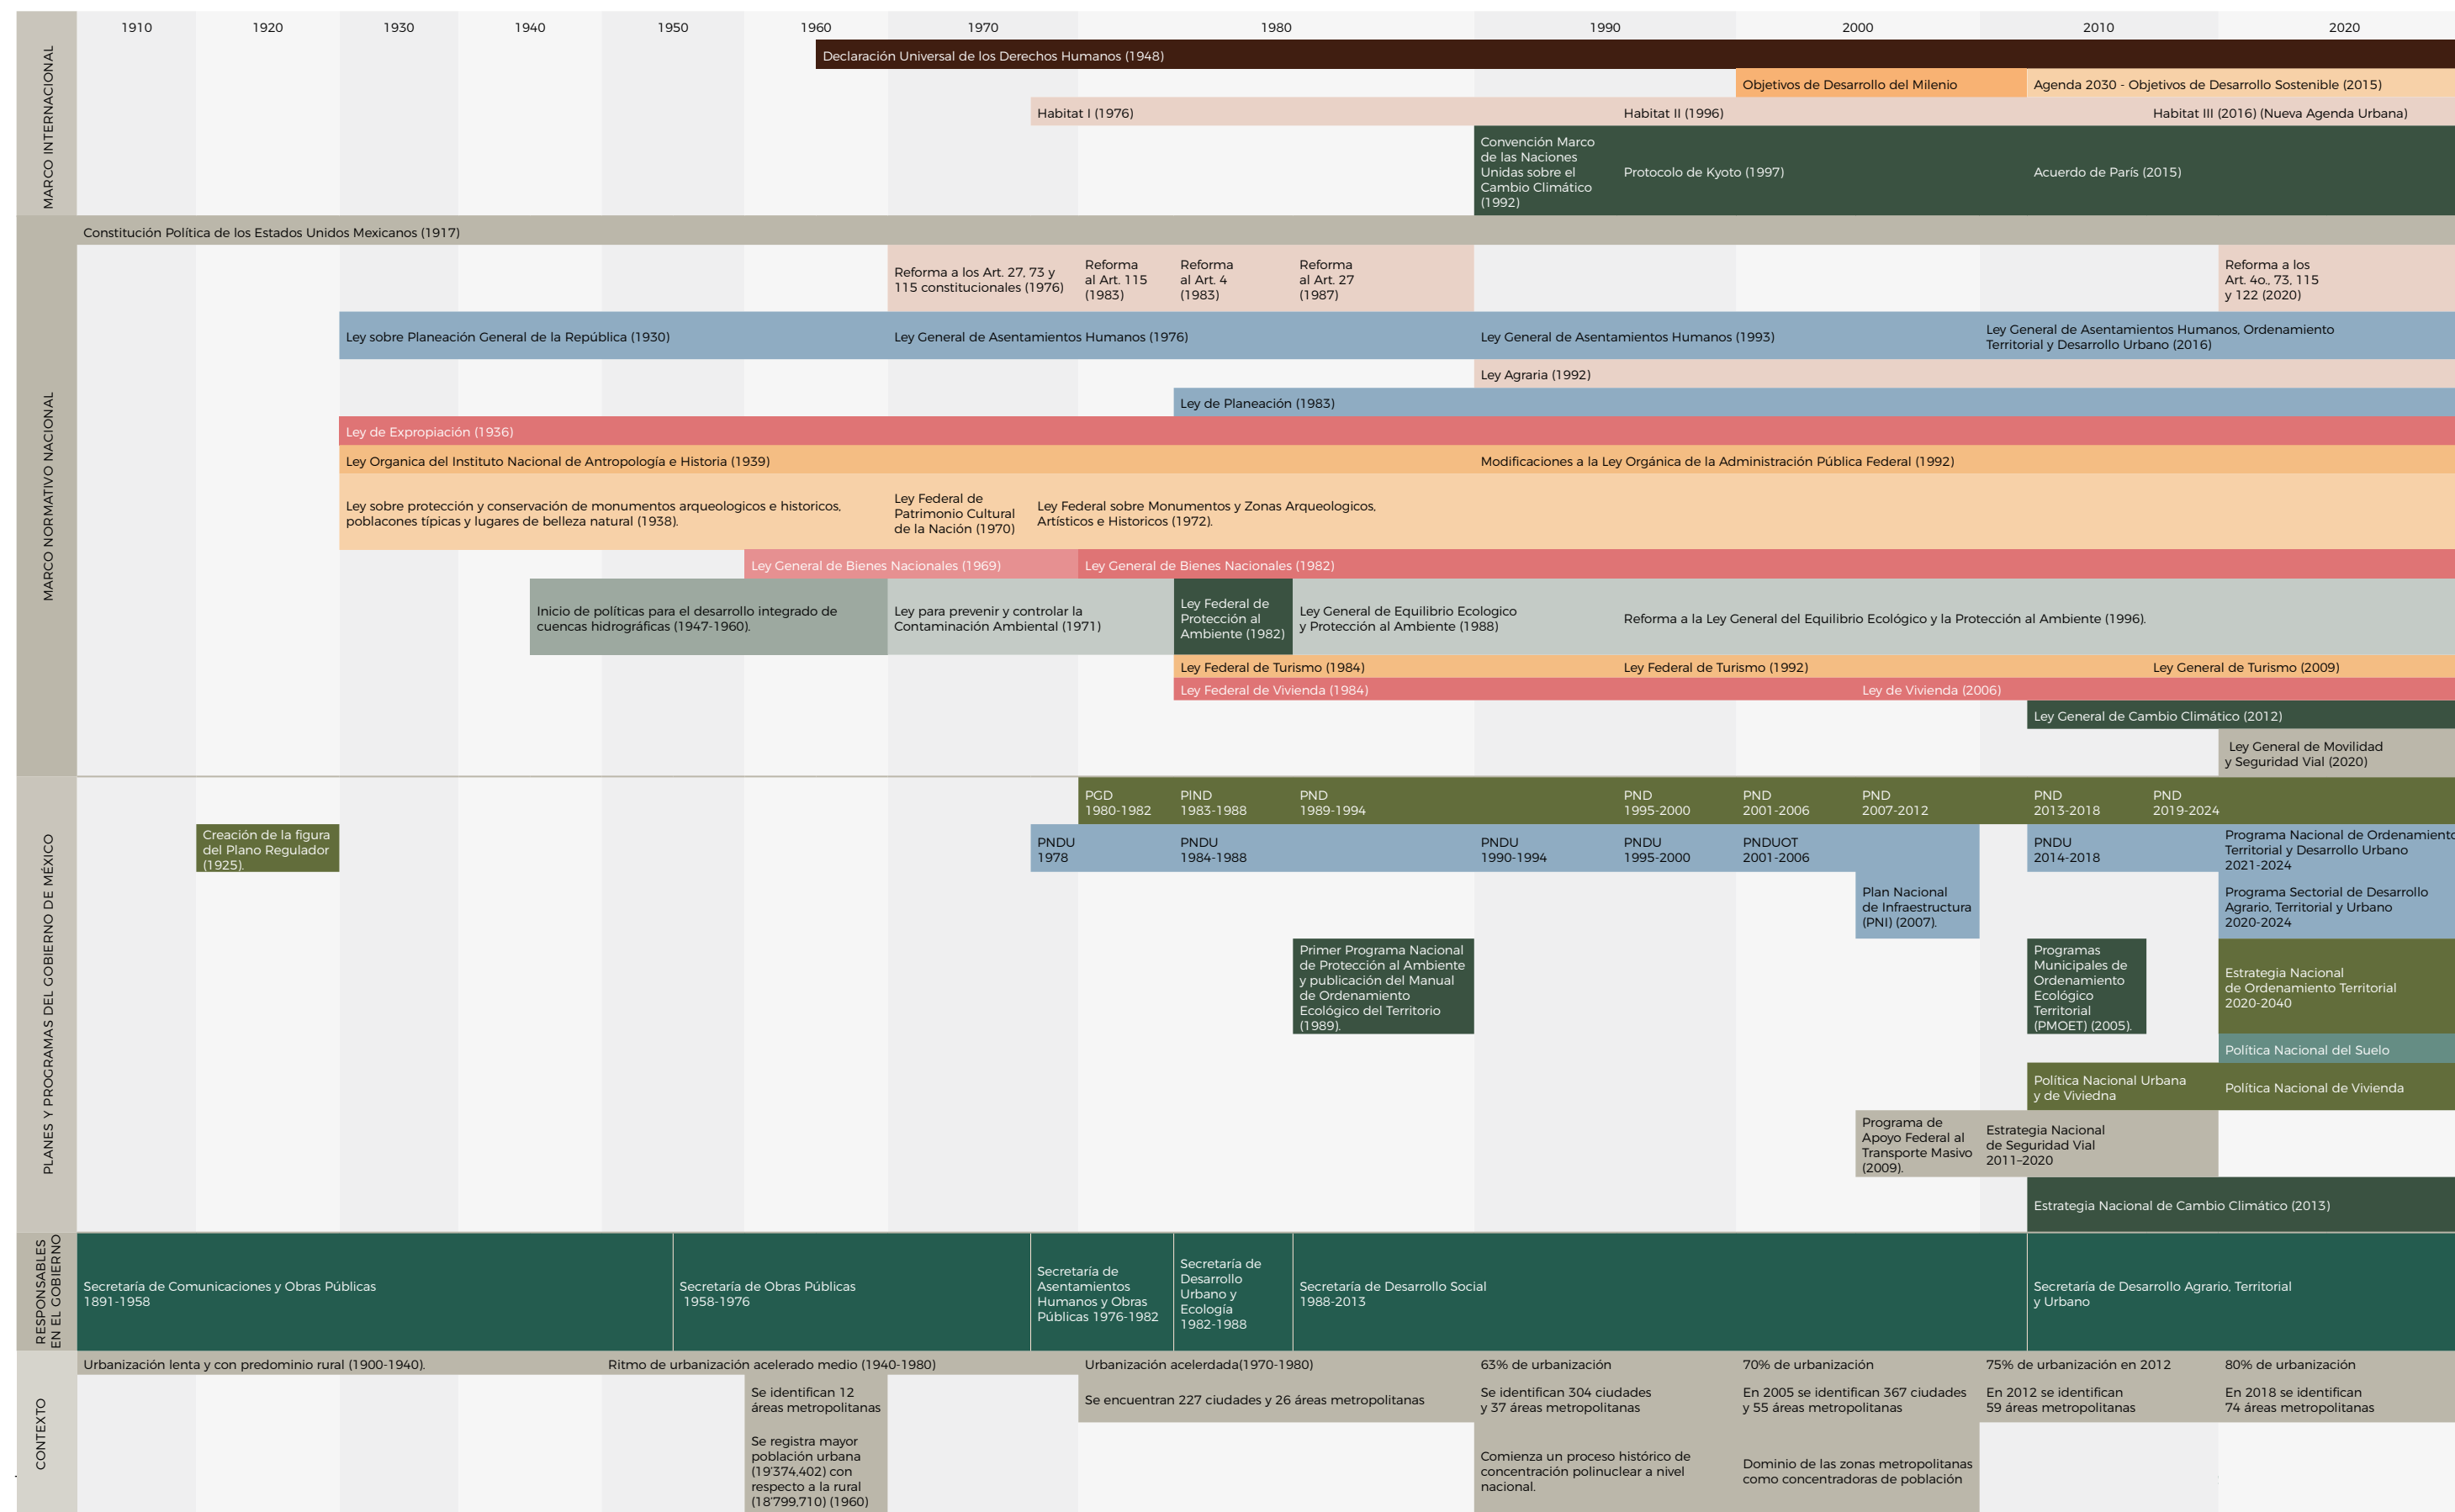 1910
1920
1930
1940
1950
1960
1970
1980
1990
2000
2010
2020
MARCO INTERNACIONAL
Declaración Universal de los Derechos Humanos (1948)
Objetivos de Desarrollo del Milenio
Agenda 2030 - Objetivos de Desarrollo Sostenible (2015)
Habitat I (1976)
Habitat II (1996)
Habitat III (2016) (Nueva Agenda Urbana)
Convención Marco
de las Naciones
Unidas sobre el
Cambio Climático
(1992)
Protocolo de Kyoto (1997)
Acuerdo de París (2015)
MARCO NORMATIVO NACIONAL
Constitución Política de los Estados Unidos Mexicanos (1917)
Reforma a los Art. 27, 73 y
115 constitucionales (1976)
Reforma
al Art. 115
(1983)
Reforma
al Art. 4
(1983)
Reforma
al Art. 27
(1987)
Reforma a los
Art. 4o., 73, 115
y 122 (2020)
Ley sobre Planeación General de la República (1930)
Ley General de Asentamientos Humanos (1976)
Ley General de Asentamientos Humanos (1993)
Ley General de Asentamientos Humanos, Ordenamiento
Territorial y Desarrollo Urbano (2016)
Ley Agraria (1992)
Ley de Planeación (1983)
Ley de Expropiación (1936)
Ley Organica del Instituto Nacional de Antropología e Historia (1939)
Modificaciones a la Ley Orgánica de la Administración Pública Federal (1992)
Ley sobre protección y conservación de monumentos arqueologicos e historicos,
poblacones típicas y lugares de belleza natural (1938).
Ley Federal de
Patrimonio Cultural
de la Nación (1970)
Ley Federal sobre Monumentos y Zonas Arqueologicos,
Artísticos e Historicos (1972).
Ley General de Bienes Nacionales (1969)
Ley General de Bienes Nacionales (1982)
Inicio de políticas para el desarrollo integrado de
cuencas hidrográficas (1947-1960).
Ley para prevenir y controlar la
Contaminación Ambiental (1971)
Ley Federal de
Protección al
Ambiente (1982)
Ley General de Equilibrio Ecologico
y Protección al Ambiente (1988)
Reforma a la Ley General del Equilibrio Ecológico y la Protección al Ambiente (1996).
Ley Federal de Turismo (1984)
Ley Federal de Turismo (1992)
Ley General de Turismo (2009)
Ley Federal de Vivienda (1984)
Ley de Vivienda (2006)
Ley General de Cambio Climático (2012)
Ley General de Movilidad
y Seguridad Vial (2020)
PLANES Y PROGRAMAS DEL GOBIERNO DE MÉXICO
PGD
1980-1982
PIND
1983-1988
PND
1989-1994
PND
1995-2000
PND
2001-2006
PND
2007-2012
PND
2013-2018
PND
2019-2024
Creación de la figura
del Plano Regulador
(1925).
PNDU
1978
PNDU
1984-1988
PNDU
1990-1994
PNDU
1995-2000
PNDUOT
2001-2006
PNDU
2014-2018
Programa Nacional de Ordenamiento
Territorial y Desarrollo Urbano
2021-2024
Plan Nacional
de Infraestructura
(PNI) (2007).
Programa Sectorial de Desarrollo
Agrario, Territorial y Urbano
2020-2024
Primer Programa Nacional
de Protección al Ambiente
y publicación del Manual
de Ordenamiento
Ecológico del Territorio
(1989).
Programas
Municipales de
Ordenamiento
Ecológico
Territorial
(PMOET) (2005).
Estrategia Nacional
de Ordenamiento Territorial
2020-2040
Política Nacional del Suelo
Política Nacional Urbana
y de Viviedna
Política Nacional de Vivienda
Programa de
Apoyo Federal al
Transporte Masivo
(2009).
Estrategia Nacional
de Seguridad Vial
2011–2020
Estrategia Nacional de Cambio Climático (2013)
RESPONSABLES
EN EL GOBIERNO
Secretaría de Comunicaciones y Obras Públicas
1891-1958
Secretaría de Obras Públicas
1958-1976
Secretaría de
Asentamientos
Humanos y Obras
Públicas 1976-1982
Secretaría de
Desarrollo
Urbano y
Ecología
1982-1988
Secretaría de Desarrollo Social
1988-2013
Secretaría de Desarrollo Agrario, Territorial
y Urbano
CONTEXTO
Urbanización lenta y con predominio rural (1900-1940).
Ritmo de urbanización acelerado medio (1940-1980)
Urbanización acelerdada(1970-1980)
63% de urbanización
70% de urbanización
75% de urbanización en 2012
80% de urbanización
Se identifican 12
áreas metropolitanas
Se encuentran 227 ciudades y 26 áreas metropolitanas
Se identifican 304 ciudades
y 37 áreas metropolitanas
En 2005 se identifican 367 ciudades
y 55 áreas metropolitanas
En 2012 se identifican
59 áreas metropolitanas
En 2018 se identifican
74 áreas metropolitanas
Se registra mayor
población urbana
(19'374,402) con
respecto a la rural
(18'799,710) (1960)
Comienza un proceso histórico de
concentración polinuclear a nivel
nacional.
Dominio de las zonas metropolitanas
como concentradoras de población